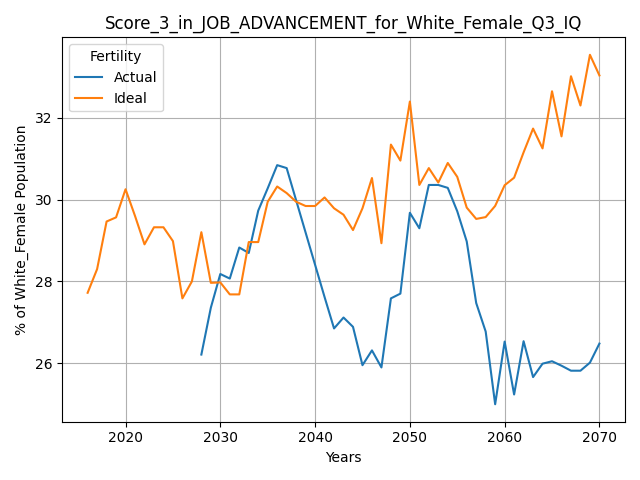 Score_3_in_JOB_ADVANCEMENT_for_White_Female_Q3_IQ
Fertility
Actual
Ideal
% of White_Female Population
32
30
28
26
2020 2030 2040 2050 2060 2070
Years